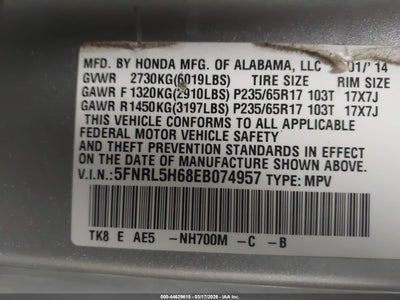 MFD. BY HONDA MFG. OF ALABAMA, LLC 01/'14
GVWR 2730KG(6019LBS) TIRE SIZE RIM SIZE
GAWR F 1320KG(2910LBS) P235/65R17 103T 17X7J
GAWR R1450KG(3197LBS) P235/65R17 103T 17X7J
THIS VEHICLE CONFORMS TO ALL APPLICABLE
FEDERAL MOTOR VEHICLE SAFETY
AND THEFT PREVENTION STANDARDS IN EFFECT
ON THE DATE OF MANUFACTURE SHOWN ABOVE.
V.I.N.: 5FNRL5H68EB074957 TYPE: MPV
TK8 E AE5 -NH700M -C -B
000-44629615 - 03/17/2026 - IAA, Inc.